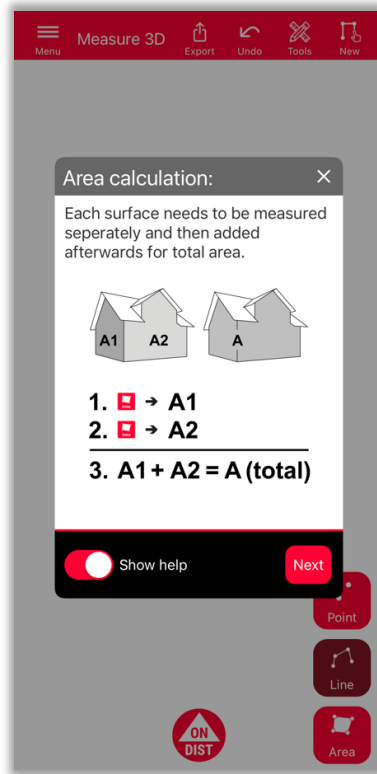 Menu
Measure 3D
Export
Undo
Tools
New
Area calculation:
Each surface needs to be measured
seperately and then added
afterwards for total area.
A1 A2 A
1. Area → A1
2. Area → A2
3. A1 + A2 = A (total)
Show help
Next
Point
Line
ON
DIST
Area